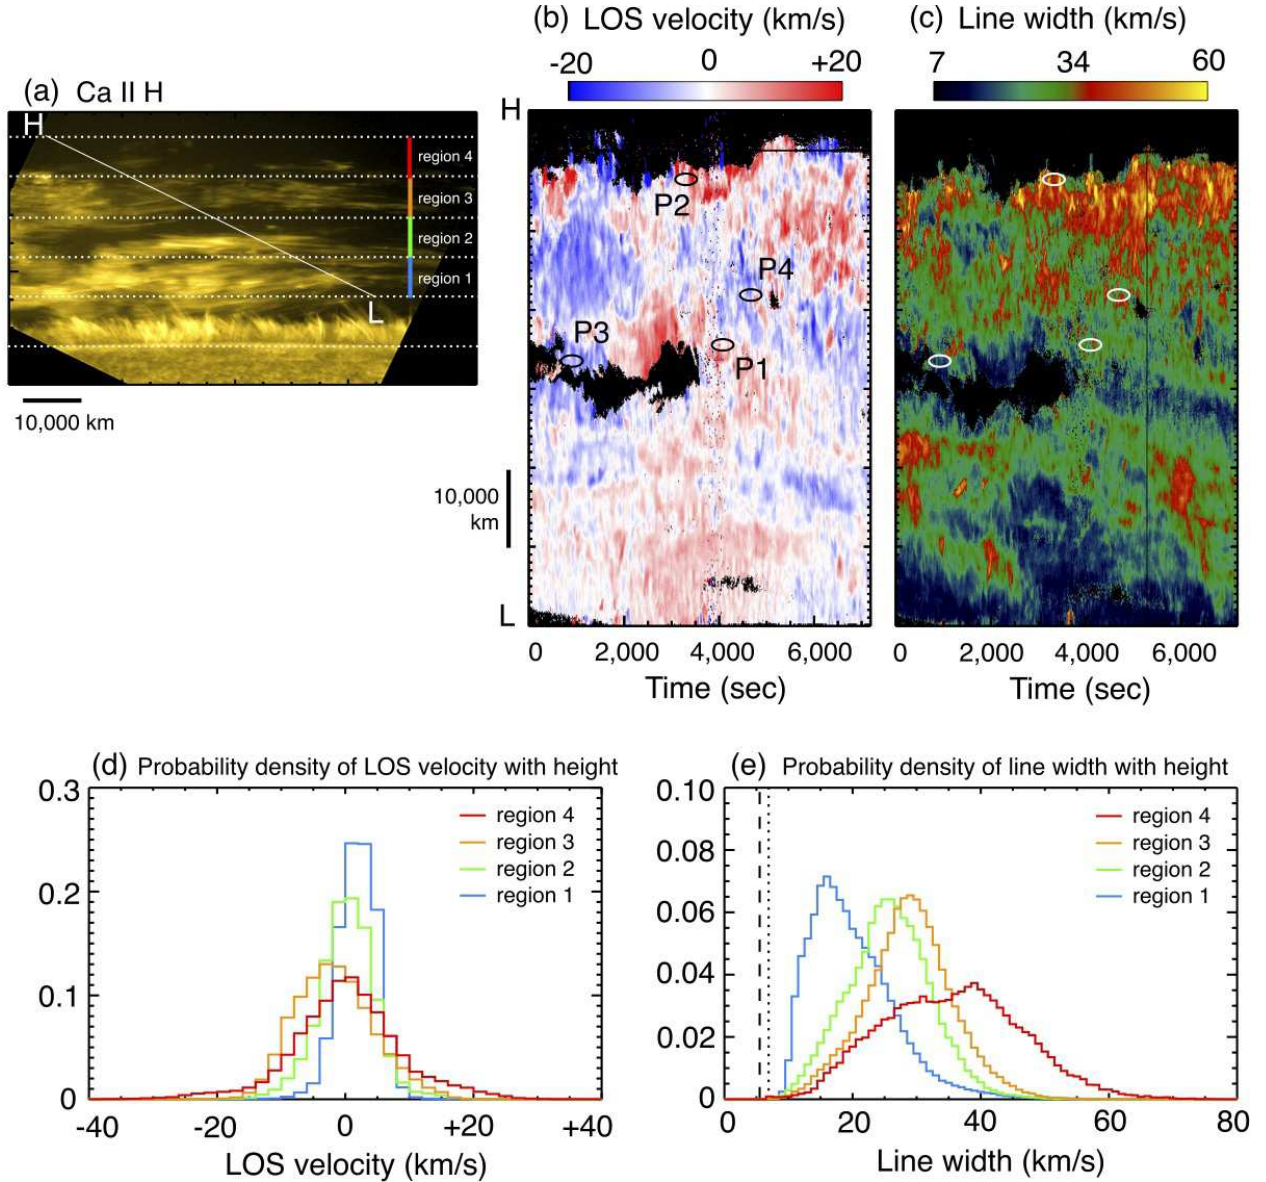 (a) Ca II H
H
region 4
region 3
region 2
region 1
L
10,000 km
(b) LOS velocity (km/s)
-20 0 +20
H
P2
P4
P3
P1
10,000
km
L
0 2,000 4,000 6,000
Time (sec)
(c) Line width (km/s)
7 34 60
0 2,000 4,000 6,000
Time (sec)
(d) Probability density of LOS velocity with height
0.3
0.2
0.1
0
region 4
region 3
region 2
region 1
-40 -20 0 +20 +40
LOS velocity (km/s)
(e) Probability density of line width with height
0.10
0.08
0.06
0.04
0.02
0
region 4
region 3
region 2
region 1
0 20 40 60 80
Line width (km/s)